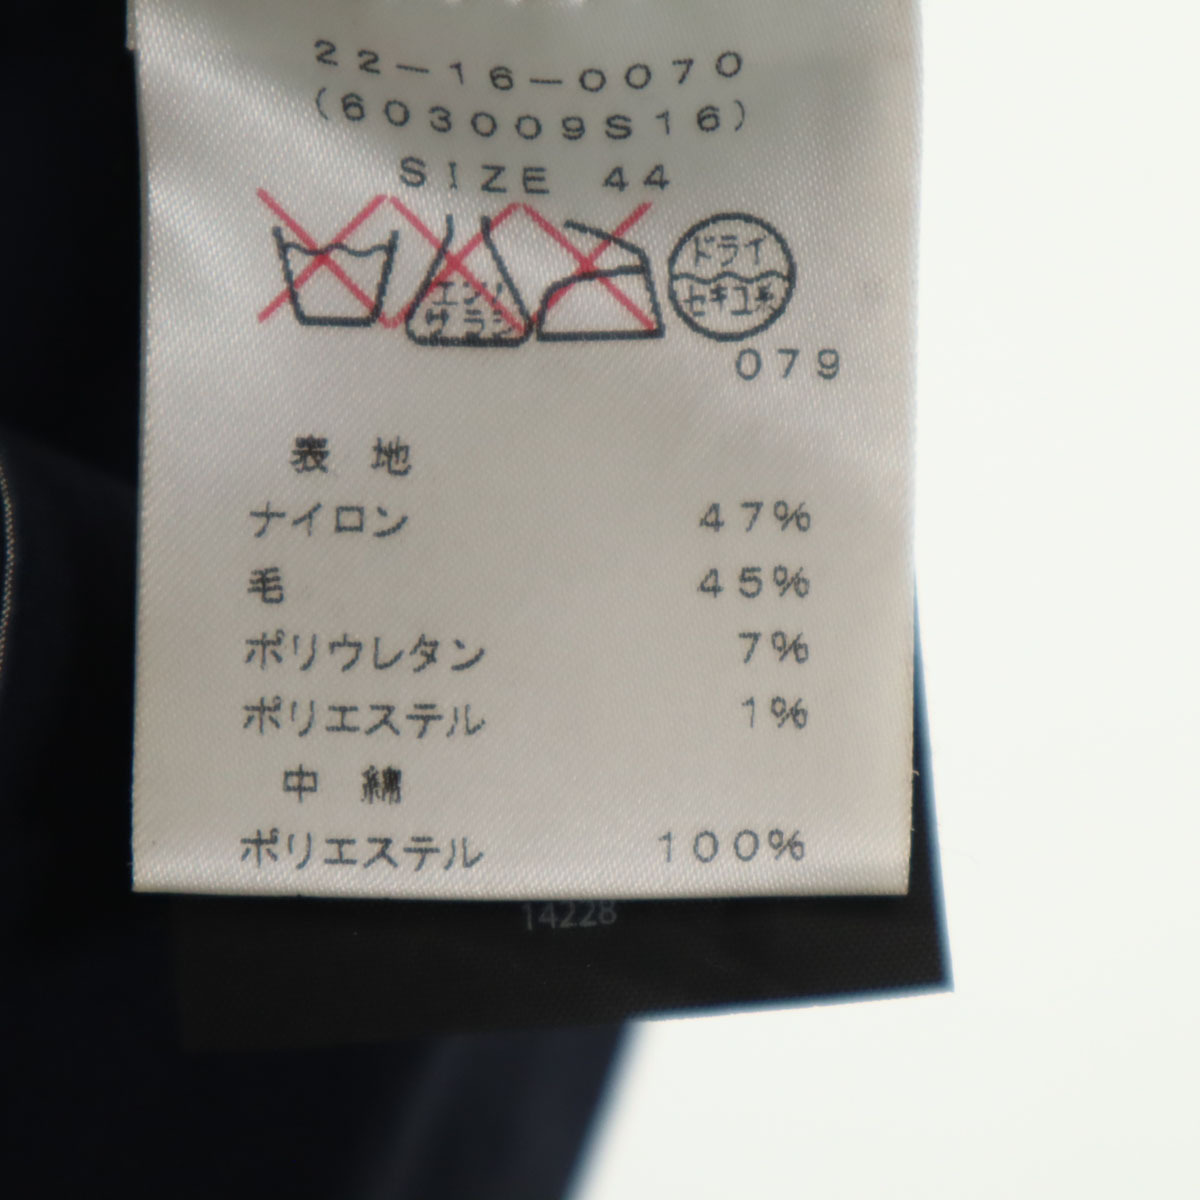 22-16-0070
(603009S16)
SIZE 44
エンソ
サラシ
ドライ
セキユ系
079
表地
ナイロン 47%
毛 45%
ポリウレタン 7%
ポリエステル 1%
中綿
ポリエステル 100%
14228